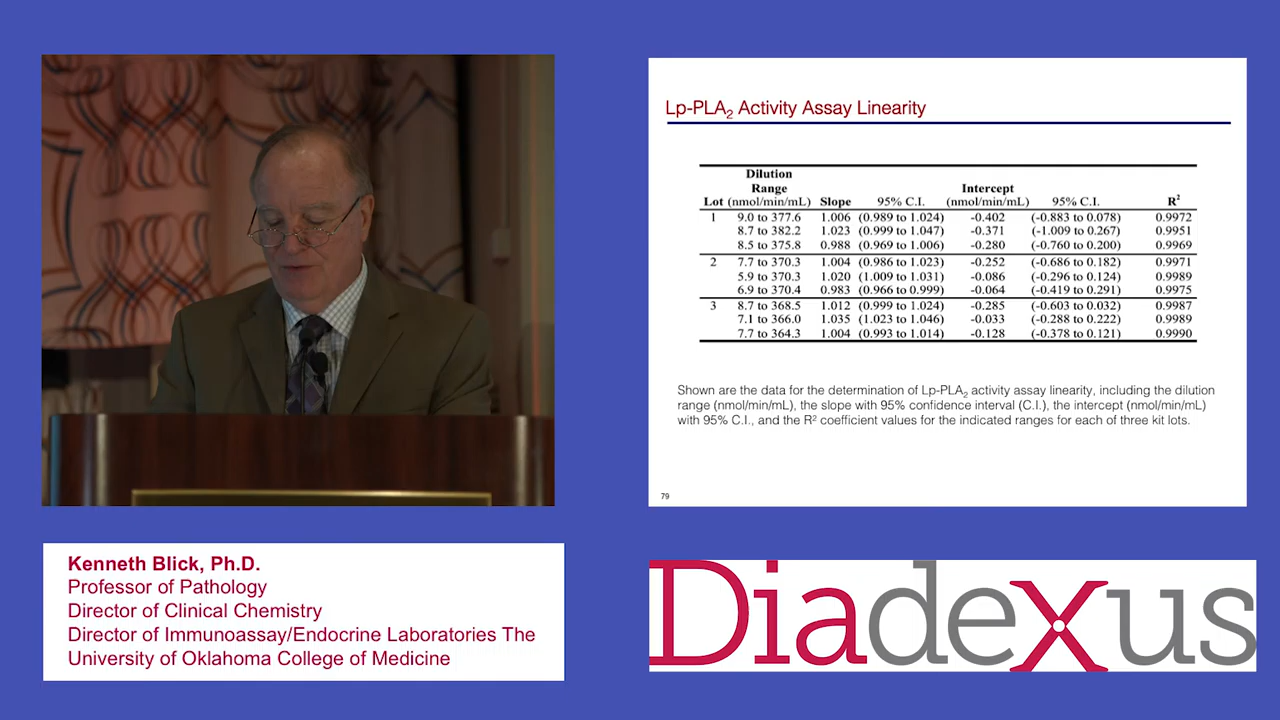 Lp-PLA2 Activity Assay Linearity
Dilution
Range Intercept
Lot (nmol/min/mL) Slope 95% C.I. (nmol/min/mL) 95% C.I. R2
1 9.0 to 377.6 1.006 (0.989 to 1.024) -0.402 (-0.883 to 0.078) 0.9972
8.7 to 382.2 1.023 (0.999 to 1.047) -0.371 (-1.009 to 0.267) 0.9951
8.5 to 375.8 0.988 (0.969 to 1.006) -0.280 (-0.760 to 0.200) 0.9969
2 7.7 to 370.3 1.004 (0.986 to 1.023) -0.252 (-0.686 to 0.182) 0.9971
5.9 to 370.3 1.020 (1.009 to 1.031) -0.086 (-0.296 to 0.124) 0.9989
6.9 to 370.4 0.983 (0.966 to 0.999) -0.064 (-0.419 to 0.291) 0.9975
3 8.7 to 368.5 1.012 (0.999 to 1.024) -0.285 (-0.603 to 0.032) 0.9987
7.1 to 366.0 1.035 (1.023 to 1.046) -0.033 (-0.288 to 0.222) 0.9989
7.7 to 364.3 1.004 (0.993 to 1.014) -0.128 (-0.378 to 0.121) 0.9990
Shown are the data for the determination of Lp-PLA2 activity assay linearity, including the dilution
range (nmol/min/mL), the slope with 95% confidence interval (C.I.), the intercept (nmol/min/mL)
with 95% C.I., and the R2 coefficient values for the indicated ranges for each of three kit lots.
79
Kenneth Blick, Ph.D.
Professor of Pathology
Director of Clinical Chemistry
Director of Immunoassay/Endocrine Laboratories The
University of Oklahoma College of Medicine
Diadexus